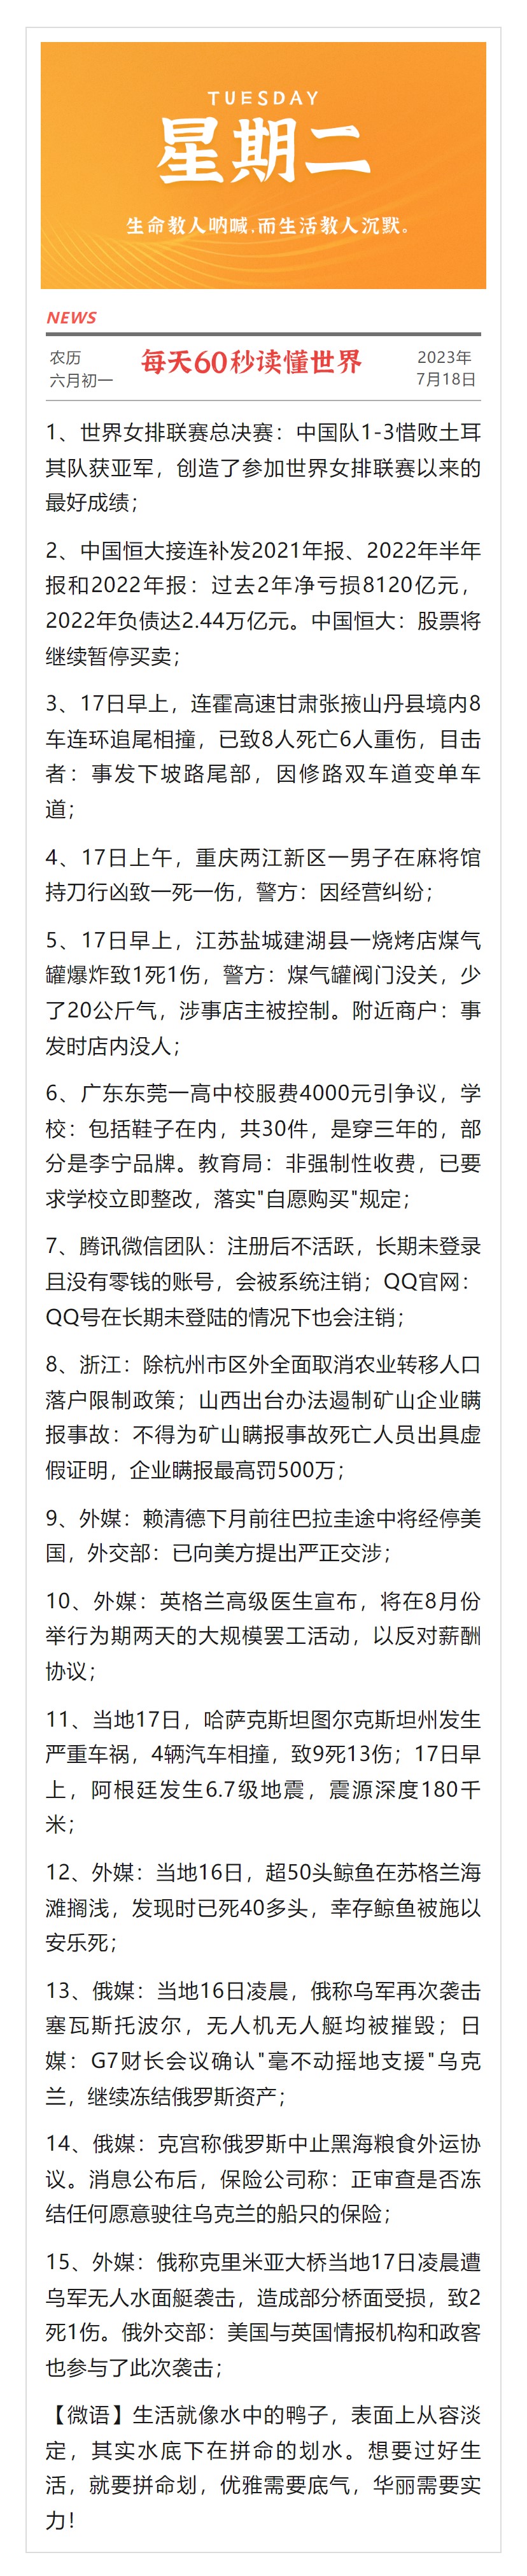 TUESDAY
星期二
生命教人呐喊,而生活教人沉默。
NEWS
农历
六月初一
每天60秒读懂世界
2023年
7月18日
1、世界女排联赛总决赛：中国队1-3惜败土耳
其队获亚军，创造了参加世界女排联赛以来的
最好成绩；
2、中国恒大接连补发2021年报、2022年半年
报和2022年报：过去2年净亏损8120亿元，
2022年负债达2.44万亿元。中国恒大：股票将
继续暂停买卖；
3、17日早上，连霍高速甘肃张掖山丹县境内8
车连环追尾相撞，已致8人死亡6人重伤，目击
者：事发下坡路尾部，因修路双车道变单车
道；
4、17日上午，重庆两江新区一男子在麻将馆
持刀行凶致一死一伤，警方：因经营纠纷；
5、17日早上，江苏盐城建湖县一烧烤店煤气
罐爆炸致1死1伤，警方：煤气罐阀门没关，少
了20公斤气，涉事店主被控制。附近商户：事
发时店内没人；
6、广东东莞一高中校服费4000元引争议，学
校：包括鞋子在内，共30件，是穿三年的，部
分是李宁品牌。教育局：非强制性收费，已要
求学校立即整改，落实"自愿购买"规定；
7、腾讯微信团队：注册后不活跃，长期未登录
且没有零钱的账号，会被系统注销；QQ官网：
QQ号在长期未登陆的情况下也会注销；
8、浙江：除杭州市区外全面取消农业转移人口
落户限制政策；山西出台办法遏制矿山企业瞒
报事故：不得为矿山瞒报事故死亡人员出具虚
假证明，企业瞒报最高罚500万；
9、外媒：赖清德下月前往巴拉圭途中将经停美
国，外交部：已向美方提出严正交涉；
10、外媒：英格兰高级医生宣布，将在8月份
举行为期两天的大规模罢工活动，以反对薪酬
协议；
11、当地17日，哈萨克斯坦图尔克斯坦州发生
严重车祸，4辆汽车相撞，致9死13伤；17日早
上，阿根廷发生6.7级地震，震源深度180千
米；
12、外媒：当地16日，超50头鲸鱼在苏格兰海
滩搁浅，发现时已死40多头，幸存鲸鱼被施以
安乐死；
13、俄媒：当地16日凌晨，俄称乌军再次袭击
塞瓦斯托波尔，无人机无人艇均被摧毁；日
媒：G7财长会议确认"毫不动摇地支援"乌克
兰，继续冻结俄罗斯资产；
14、俄媒：克宫称俄罗斯中止黑海粮食外运协
议。消息公布后，保险公司称：正审查是否冻
结任何愿意驶往乌克兰的船只的保险；
15、外媒：俄称克里米亚大桥当地17日凌晨遭
乌军无人水面艇袭击，造成部分桥面受损，致2
死1伤。俄外交部：美国与英国情报机构和政客
也参与了此次袭击；
【微语】生活就像水中的鸭子，表面上从容淡
定，其实水底下在拼命的划水。想要过好生
活，就要拼命划，优雅需要底气，华丽需要实
力！